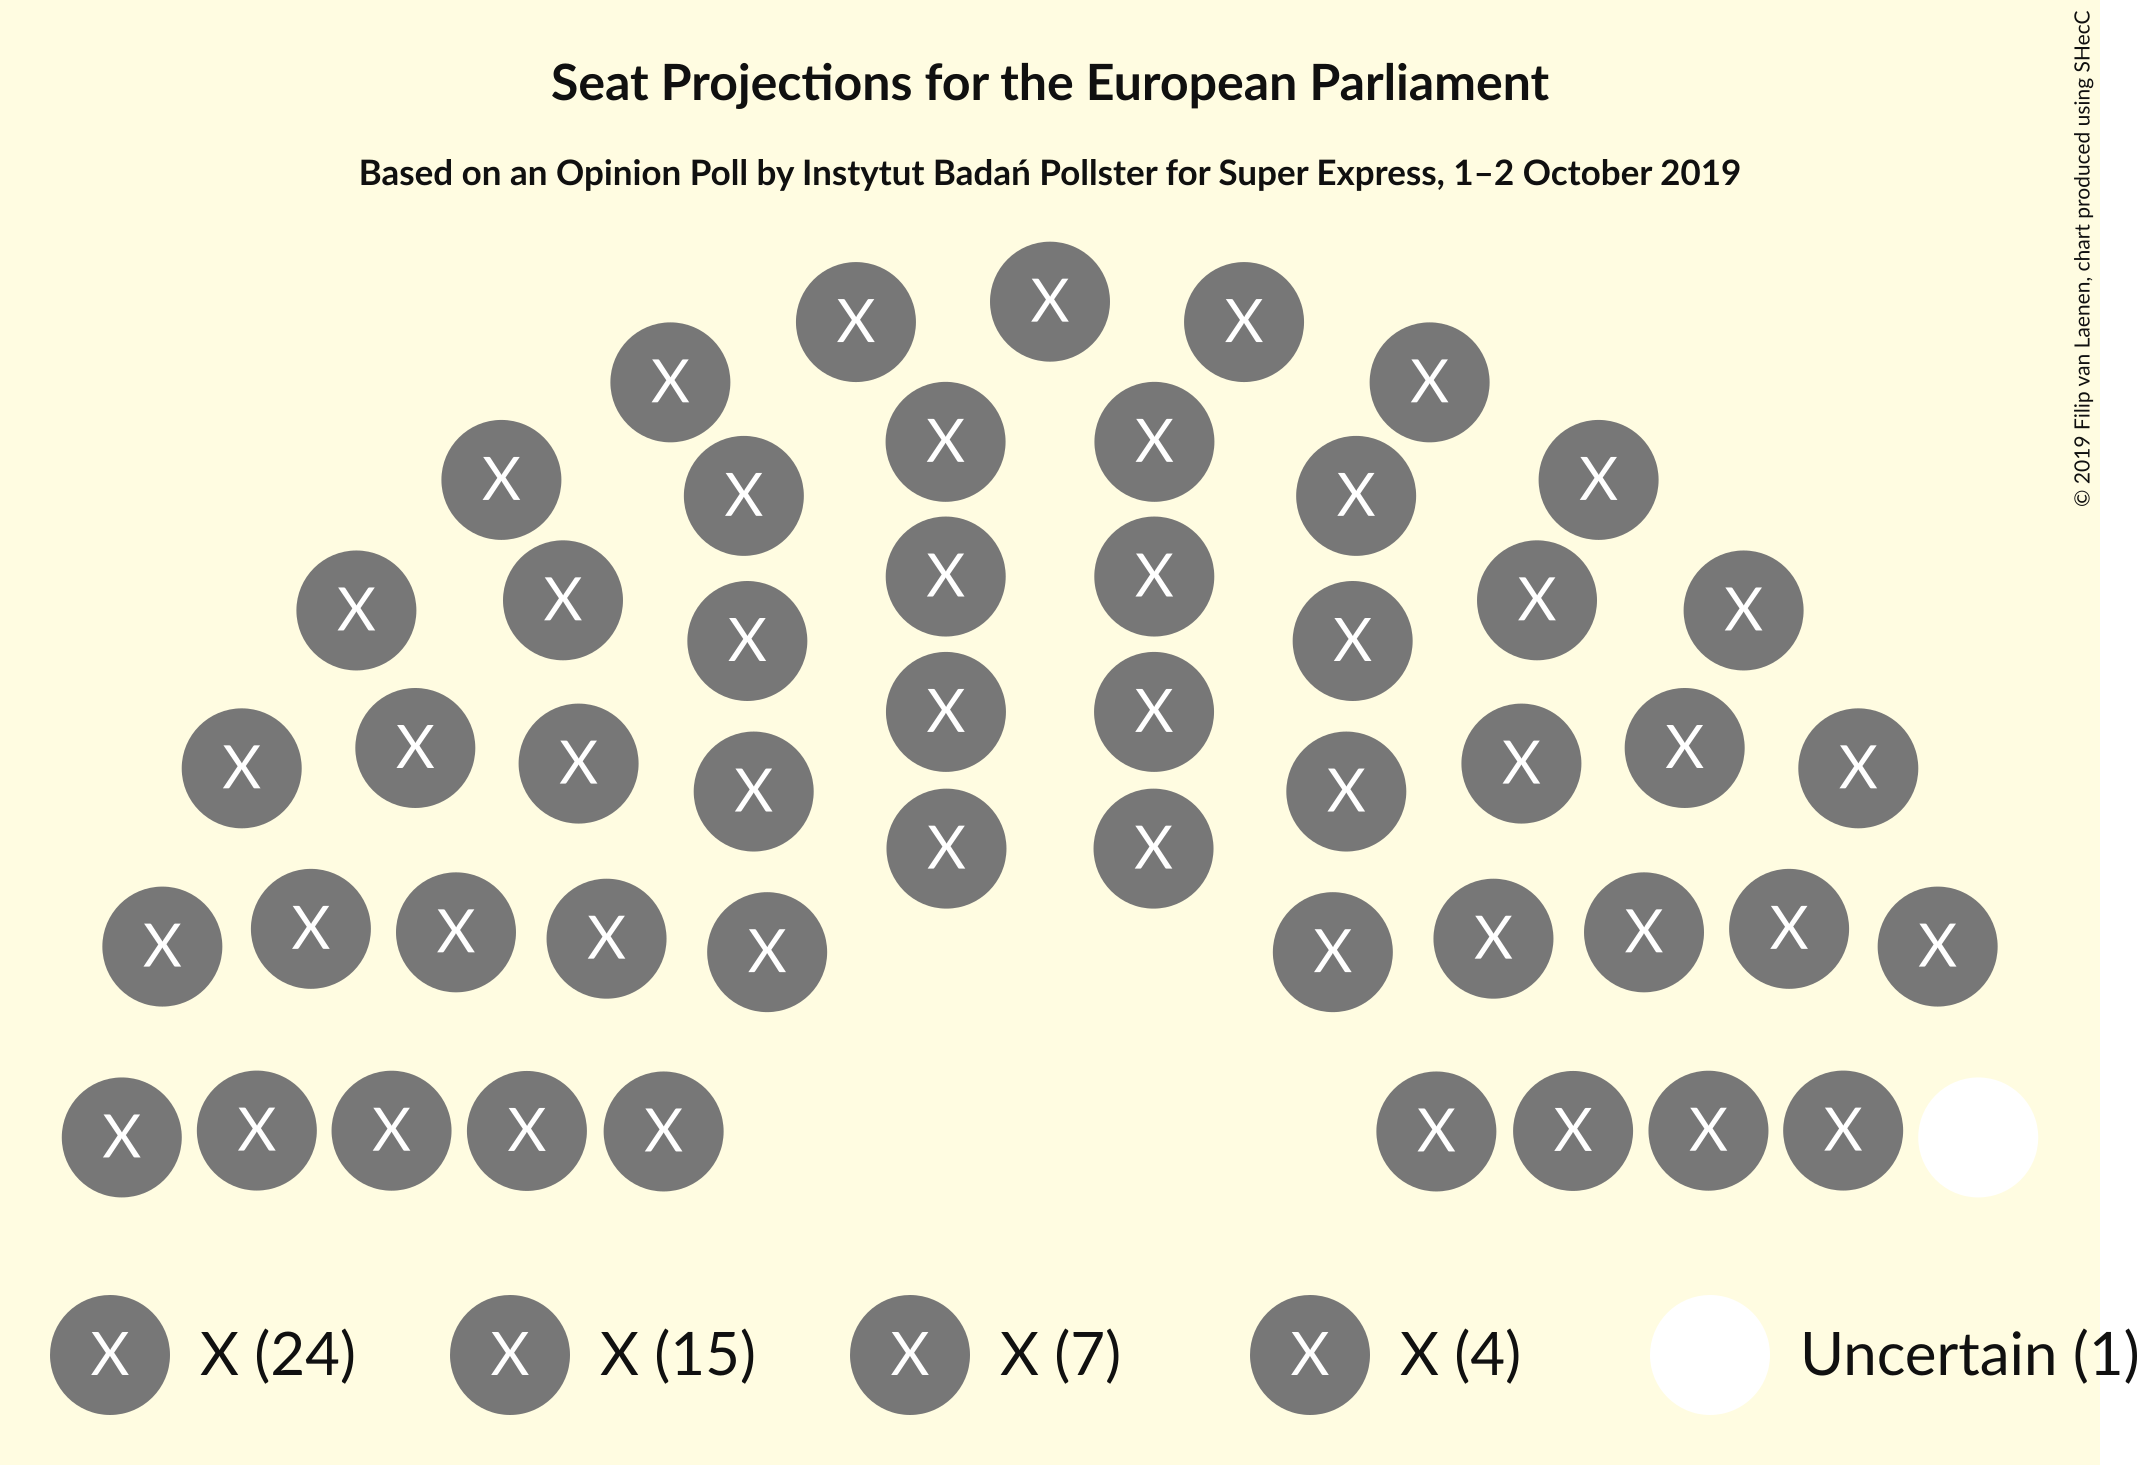 Seat Projections for the European Parliament
Based on an Opinion Poll by Instytut Badań Pollster for Super Express, 1–2 October 2019
© 2019 Filip van Laenen, chart produced using SHecC
X
X X
X X
X X
X X
X X
X X
X X
X X
X X
X X
X X
X X
X X
X X
X X X X
X X
X X
X X X X X X X X
X X
X X X X X X X X X
X X (24) X X (15) X X (7) X X (4) Uncertain (1)